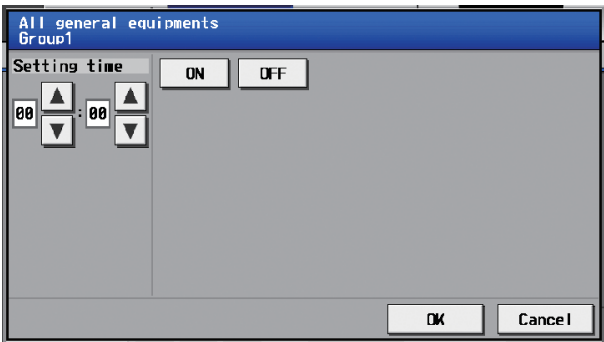 All general equipments
Group1
Setting time
ON OFF
00 : 00
OK Cancel